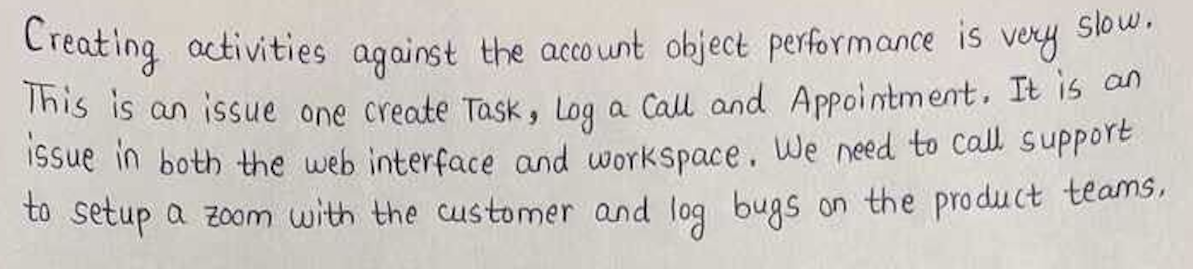 Creating activities against the account object performance is very slow.
This is an issue one create Task, Log a Call and Appointment. It is an
issue in both the web interface and workspace. We need to call support
to setup a zoom with the customer and log bugs on the product teams.